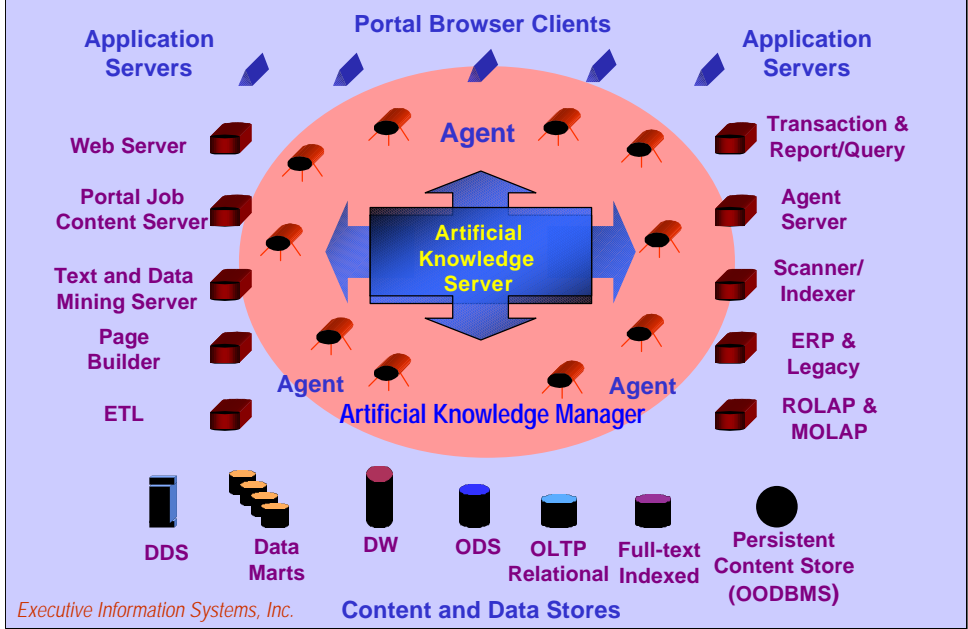 Portal Browser Clients
Application
Servers
Application
Servers
Web Server
Portal Job
Content Server
Text and Data
Mining Server
Page
Builder
ETL
Agent
Artificial
Knowledge
Server
Agent
Agent
Artificial Knowledge Manager
Transaction &
Report/Query
Agent
Server
Scanner/
Indexer
ERP &
Legacy
ROLAP &
MOLAP
DDS
Data
Marts
DW
ODS
OLTP
Relational
Full-text
Indexed
Persistent
Content Store
(OODBMS)
Executive Information Systems, Inc.
Content and Data Stores